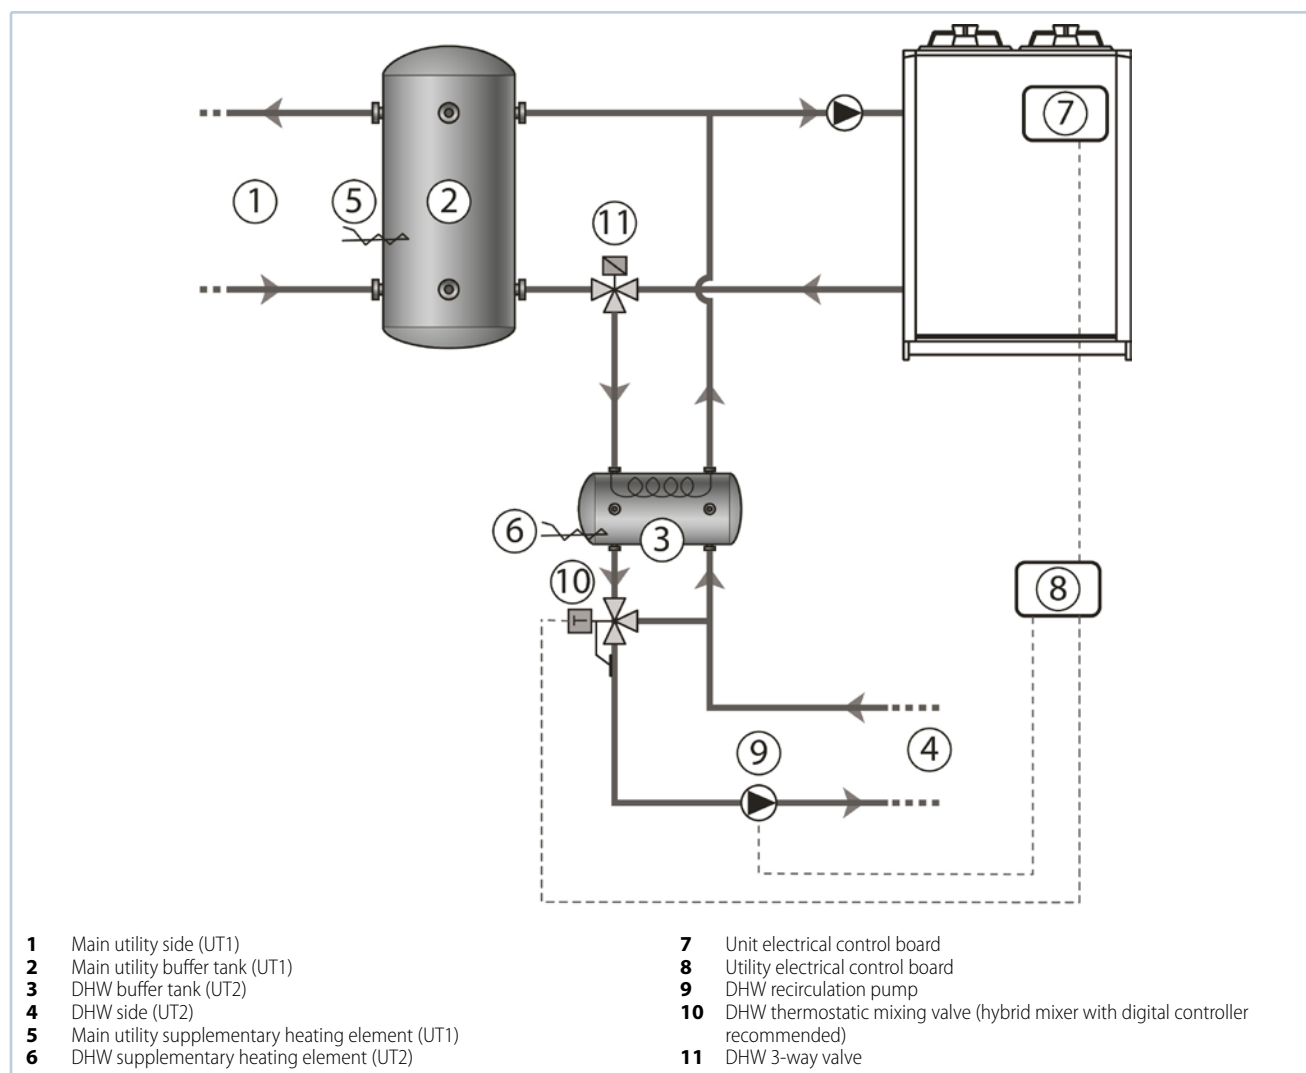 7
1
5
2
11
6
3
10
T
8
9
4
1 Main utility side (UT1)
2 Main utility buffer tank (UT1)
3 DHW buffer tank (UT2)
4 DHW side (UT2)
5 Main utility supplementary heating element (UT1)
6 DHW supplementary heating element (UT2)
7 Unit electrical control board
8 Utility electrical control board
9 DHW recirculation pump
10 DHW thermostatic mixing valve (hybrid mixer with digital controller
recommended)
11 DHW 3-way valve